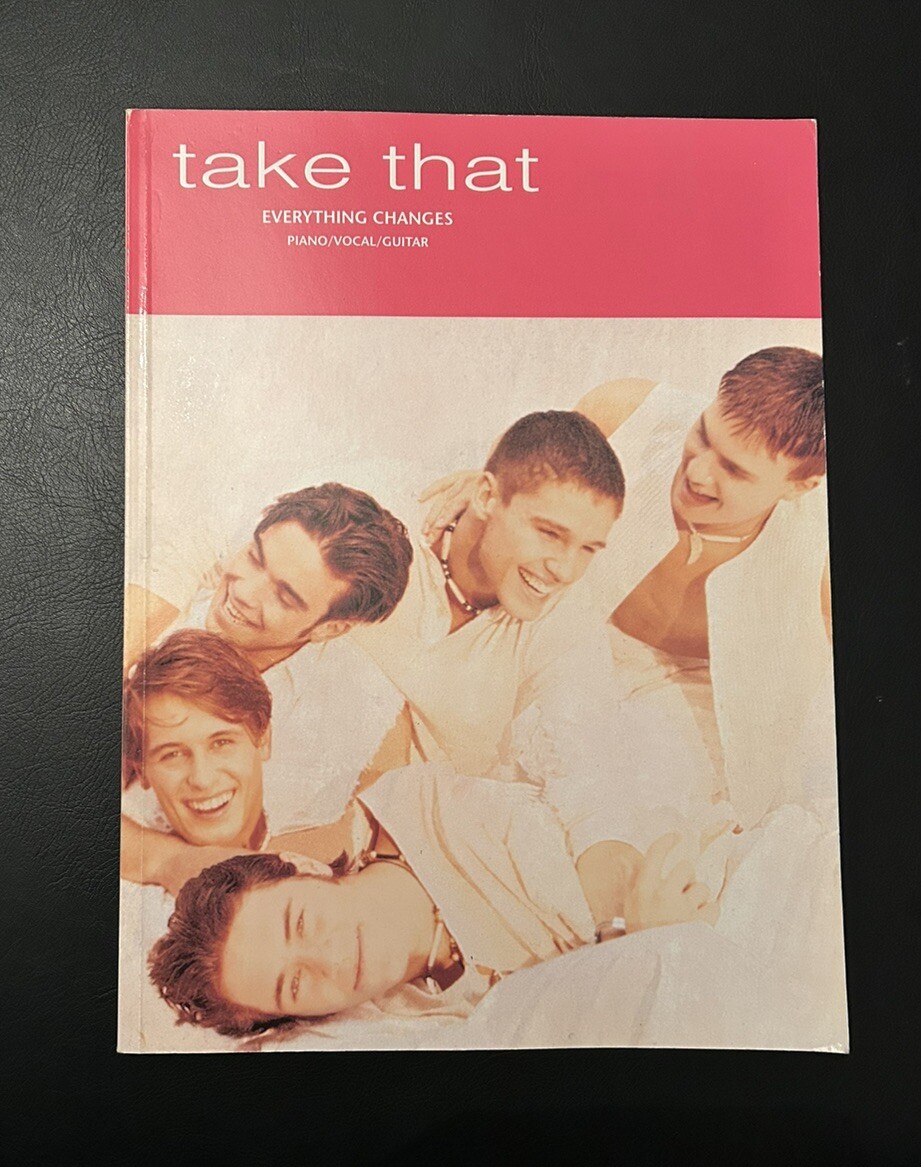 take that
EVERYTHING CHANGES
PIANO/VOCAL/GUITAR